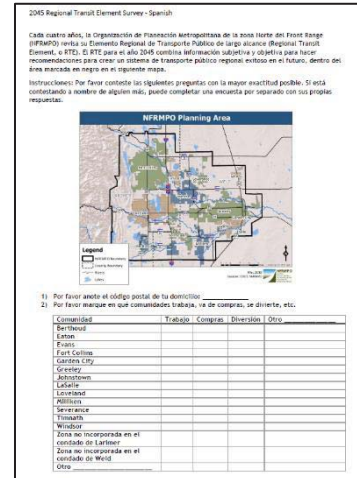 2045 Regional Transit Element Survey - Spanish
Cada cuatro años, la Organización de Planeación Metropolitana de la zona Norte del Front Range
(NFRMPO) revisa su Elemento Regional de Transporte Público de largo alcance (Regional Transit
Element, o RTE). El RTE para el año 2045 combina información subjetiva y objetiva para hacer
recomendaciones para crear un sistema de transporte público regional exitoso en el futuro, dentro del
área marcada en negro en el siguiente mapa.
Instrucciones: Por favor conteste las siguientes preguntas con la mayor exactitud posible. Si está
contestando a nombre de alguien más, puede completar una encuesta por separado con sus propias
respuestas.
NFRMPO Planning Area
Legend
1) Por favor anote el código postal de tu domicilio:
2) Por favor marque en qué comunidades trabaja, va de compras, se divierte, etc.
Comunidad Trabajo Compras Diversión Otro
Berthoud
Eaton
Evans
Fort Collins
Garden City
Greeley
Johnstown
LaSalle
Loveland
Milliken
Severance
Timnath
Windsor
Zona no incorporada en el
condado de Larimer
Zona no incorporada en el
condado de Weld
Otro